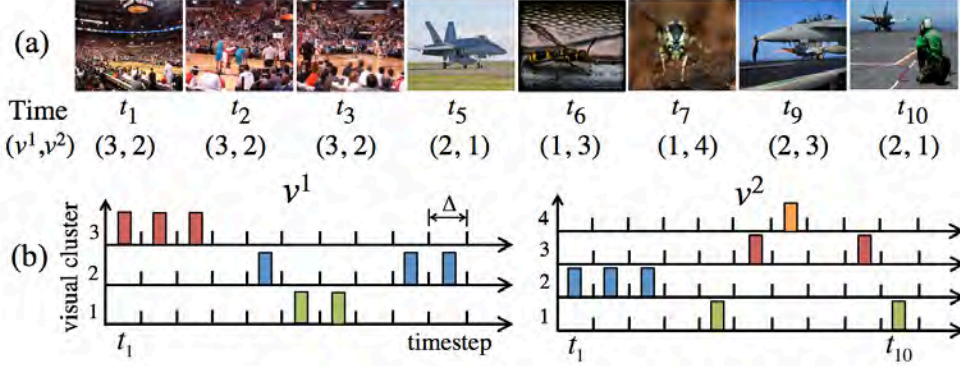 (a)
Time t₁ t₂ t₃ t₅ t₆ t₇ t₉ t₁₀
(v¹,v²) (3, 2) (3, 2) (3, 2) (2, 1) (1, 3) (1, 4) (2, 3) (2, 1)
v¹ v²
(b)
visual cluster
3
2
1
Δ
t₁ timestep
4
3
2
1
t₁ t₁₀